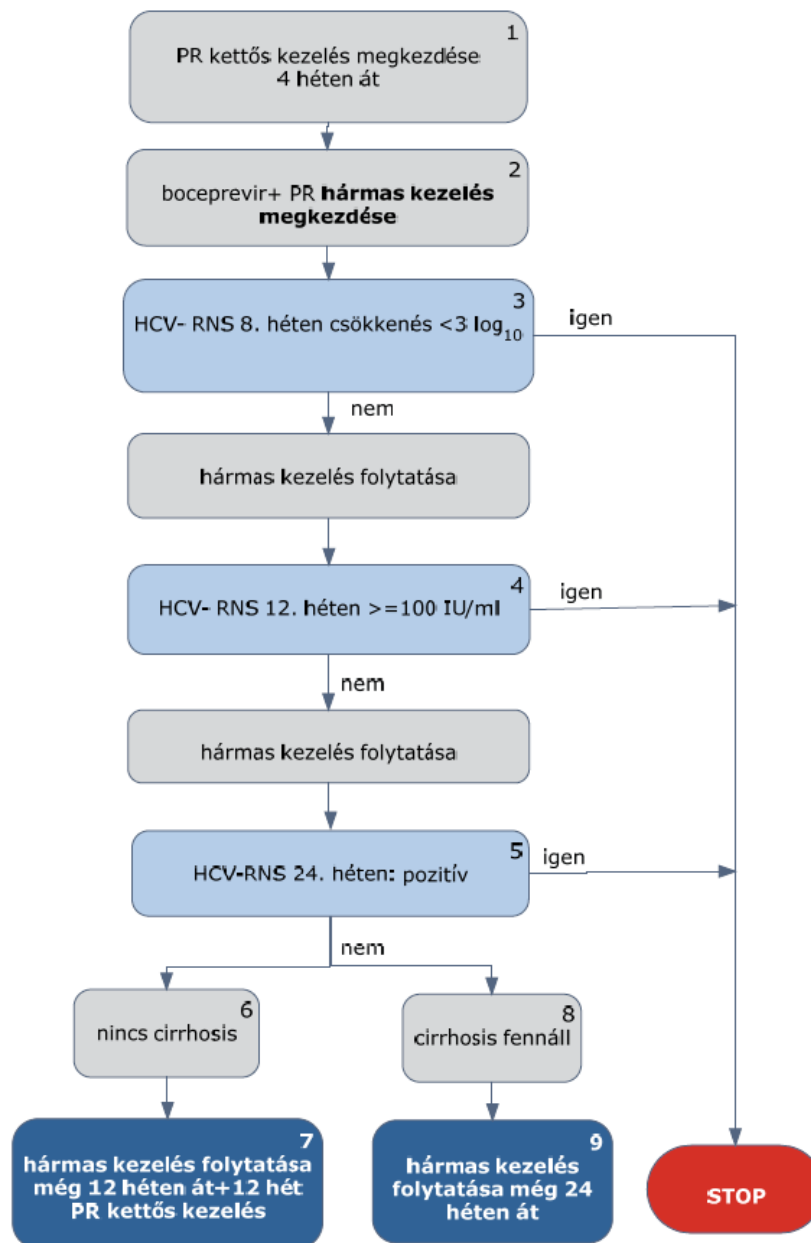 1
PR kettős kezelés megkezdése
4 héten át
2
boceprevir+ PR hármas kezelés
megkezdése
3
HCV- RNS 8. héten csökkenés <3 log10
igen
nem
hármas kezelés folytatása
4
HCV- RNS 12. héten >=100 IU/ml
igen
nem
hármas kezelés folytatása
5
HCV-RNS 24. héten: pozitív
igen
nem
6
nincs cirrhosis
8
cirrhosis fennáll
7
hármas kezelés folytatása
még 12 héten át+12 hét
PR kettős kezelés
9
hármas kezelés
folytatása még 24
héten át
STOP